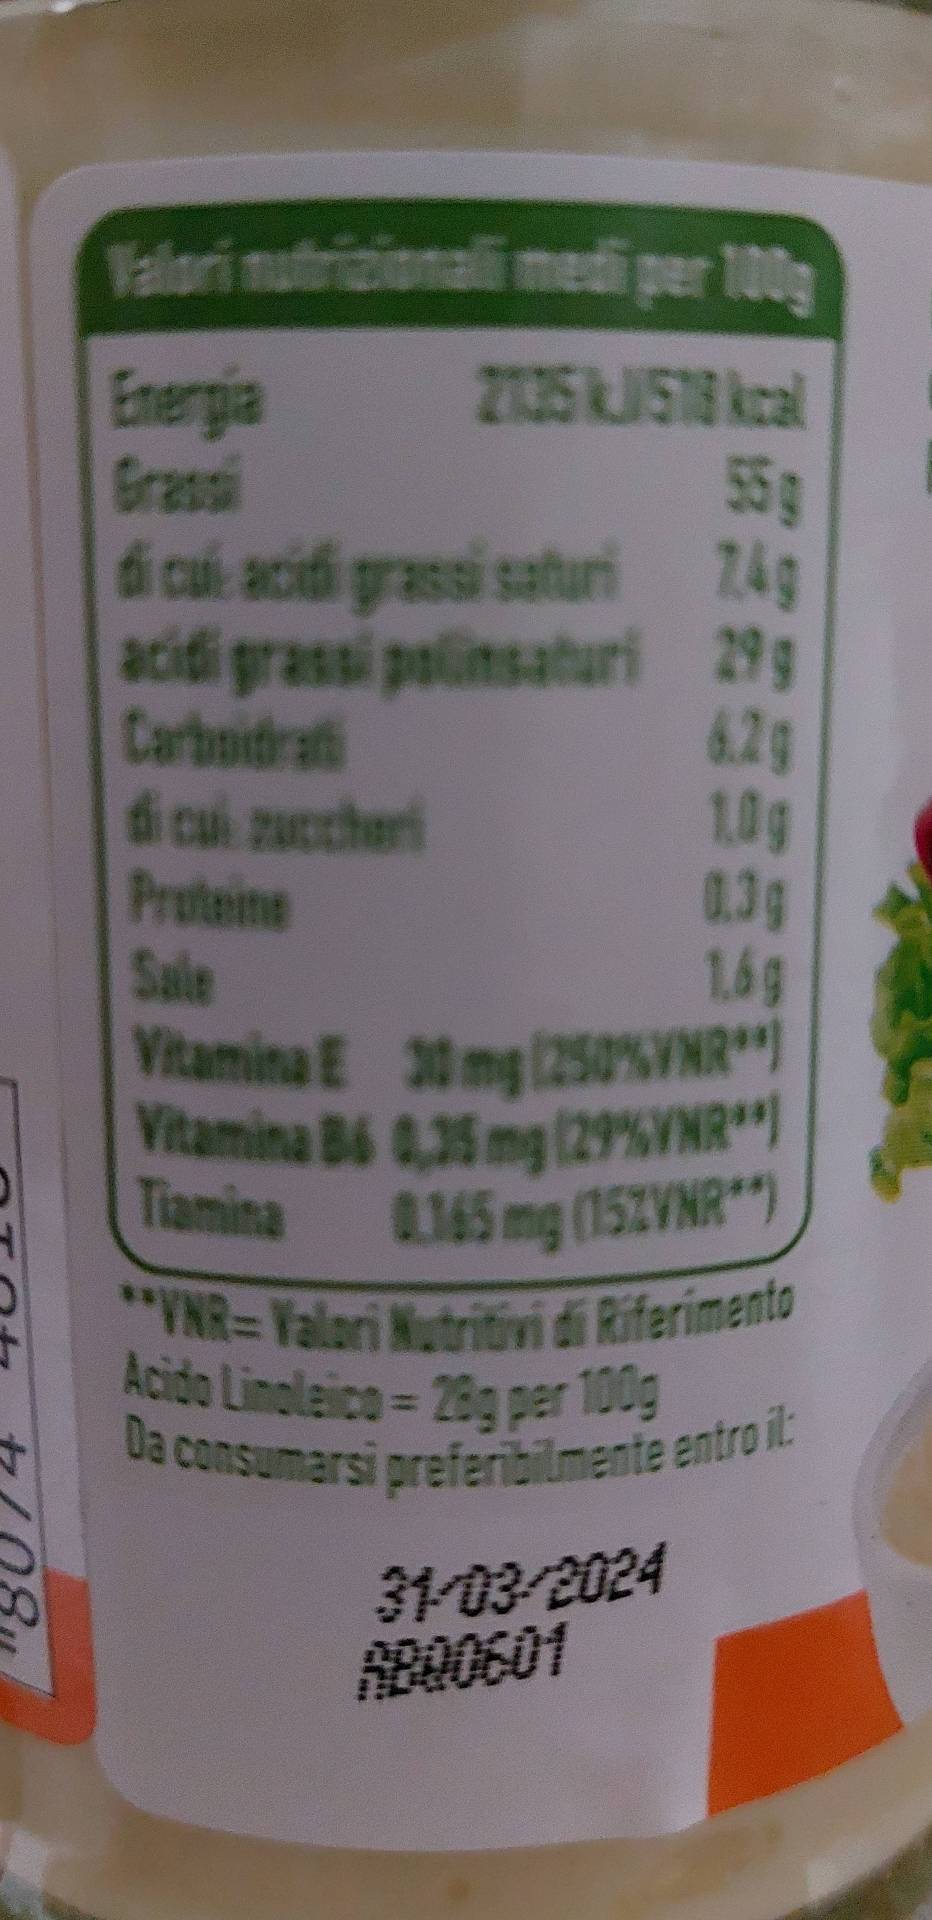 Valori nutrizionali medi per 100g
Energia 2135 kJ/518 kcal
Grassi 55 g
di cui: acidi grassi saturi 7.4 g
acidi grassi polinsaturi 29 g
Carboidrati 6.2 g
di cui: zuccheri 1.0 g
Proteine 0.3 g
Sale 1.6 g
Vitamina E 30 mg (250%VNR**)
Vitamina B6 0,35 mg (29%VNR**)
Tiamina 0.165 mg (15%VNR**)
**VNR= Valori Nutritivi di Riferimento
Acido Linoleico = 28g per 100g
Da consumarsi preferibilmente entro il:
31/03/2024